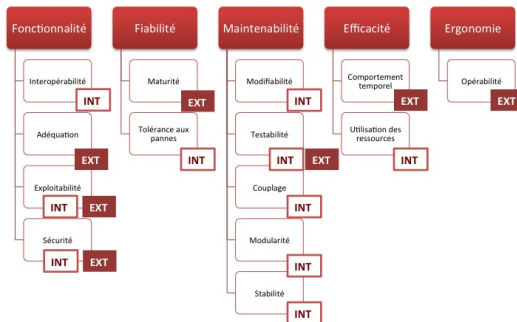 Fonctionnalité
Interopérabilité
INT
Adéquation
EXT
Exploitabilité
INT EXT
Sécurité
INT EXT
Fiabilité
Maturité
EXT
Tolérance aux
pannes
INT
Maintenabilité
Modifiabilité
INT
Testabilité
INT EXT
Couplage
INT
Modularité
INT
Stabilité
INT
Efficacité
Comportement
temporel
EXT
Utilisation des
ressources
INT
Ergonomie
Opérabilité
EXT